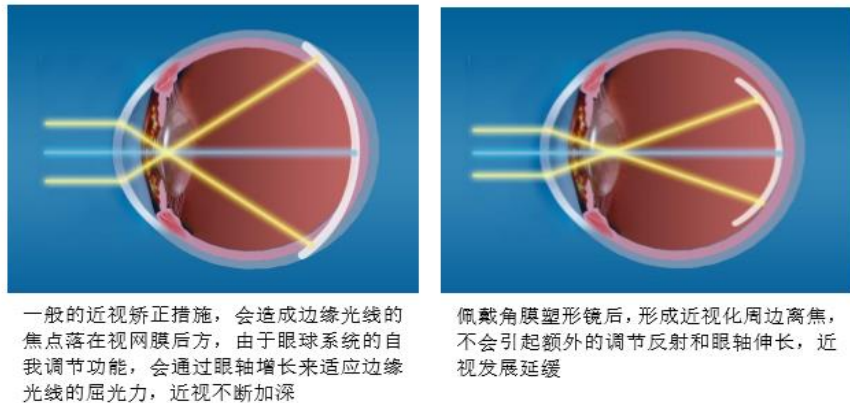 一般的近视矫正措施，会造成边缘光线的
焦点落在视网膜后方，由于眼球系统的自
我调节功能，会通过眼轴增长来适应边缘
光线的屈光力，近视不断加深
佩戴角膜塑形镜后，形成近视化周边离焦，
不会引起额外的调节反射和眼轴伸长，近
视发展延缓